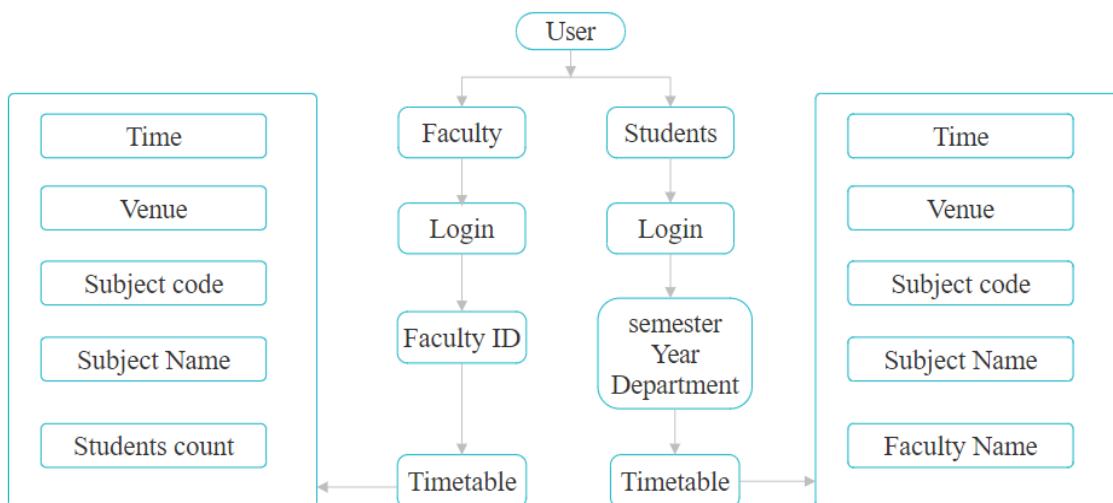 User
Faculty
Students
Time
Time
Venue
Login
Login
Venue
Subject code
Subject code
Faculty ID
semester
Year
Department
Subject Name
Subject Name
Students count
Faculty Name
Timetable
Timetable